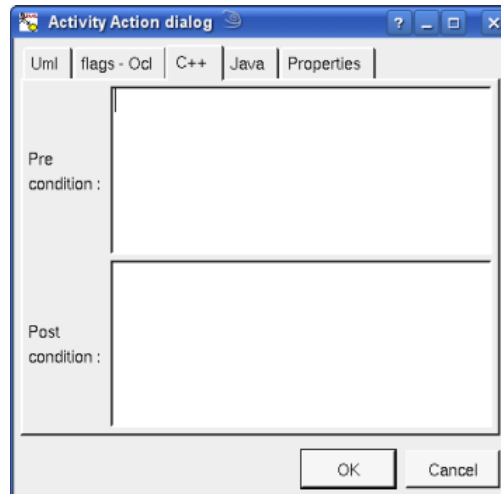 Activity Action dialog
Uml flags - Ocl C++ Java Properties
Pre
condition :
Post
condition :
OK Cancel